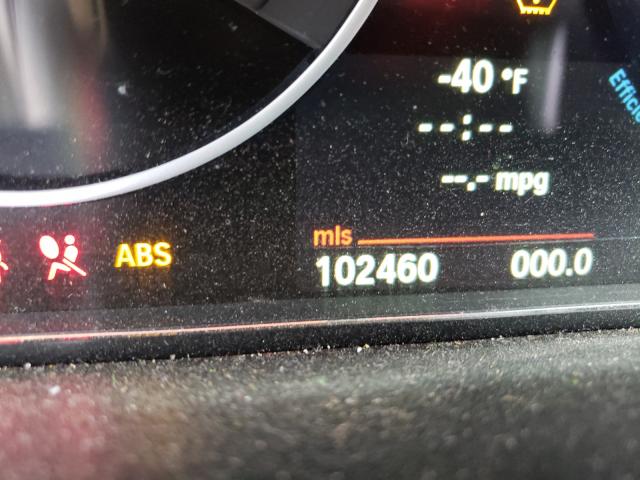 -40 °F
--:--
--.- mpg
ABS
mls
102460 000.0